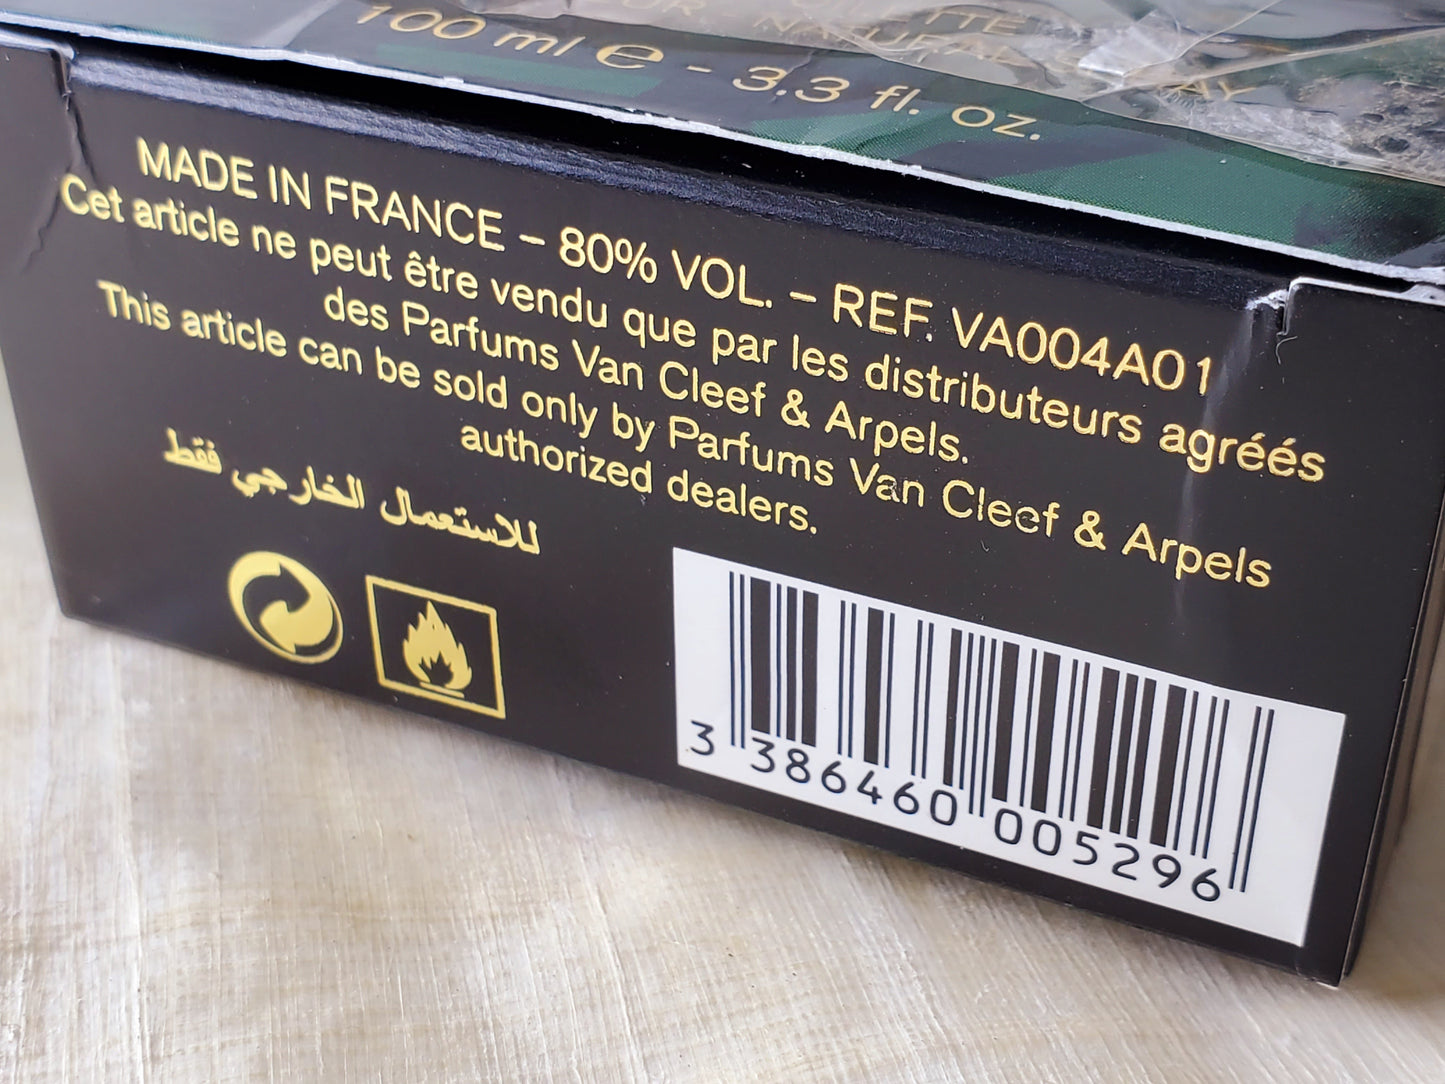 100 ml e - 3.3 fl. oz.
MADE IN FRANCE – 80% VOL. – REF. VA004A01
Cet article ne peut être vendu que par les distributeurs agréés
des Parfums Van Cleef & Arpels.
This article can be sold only by Parfums Van Cleef & Arpels
authorized dealers.
للاستعمال الخارجي فقط
3 386460 005296